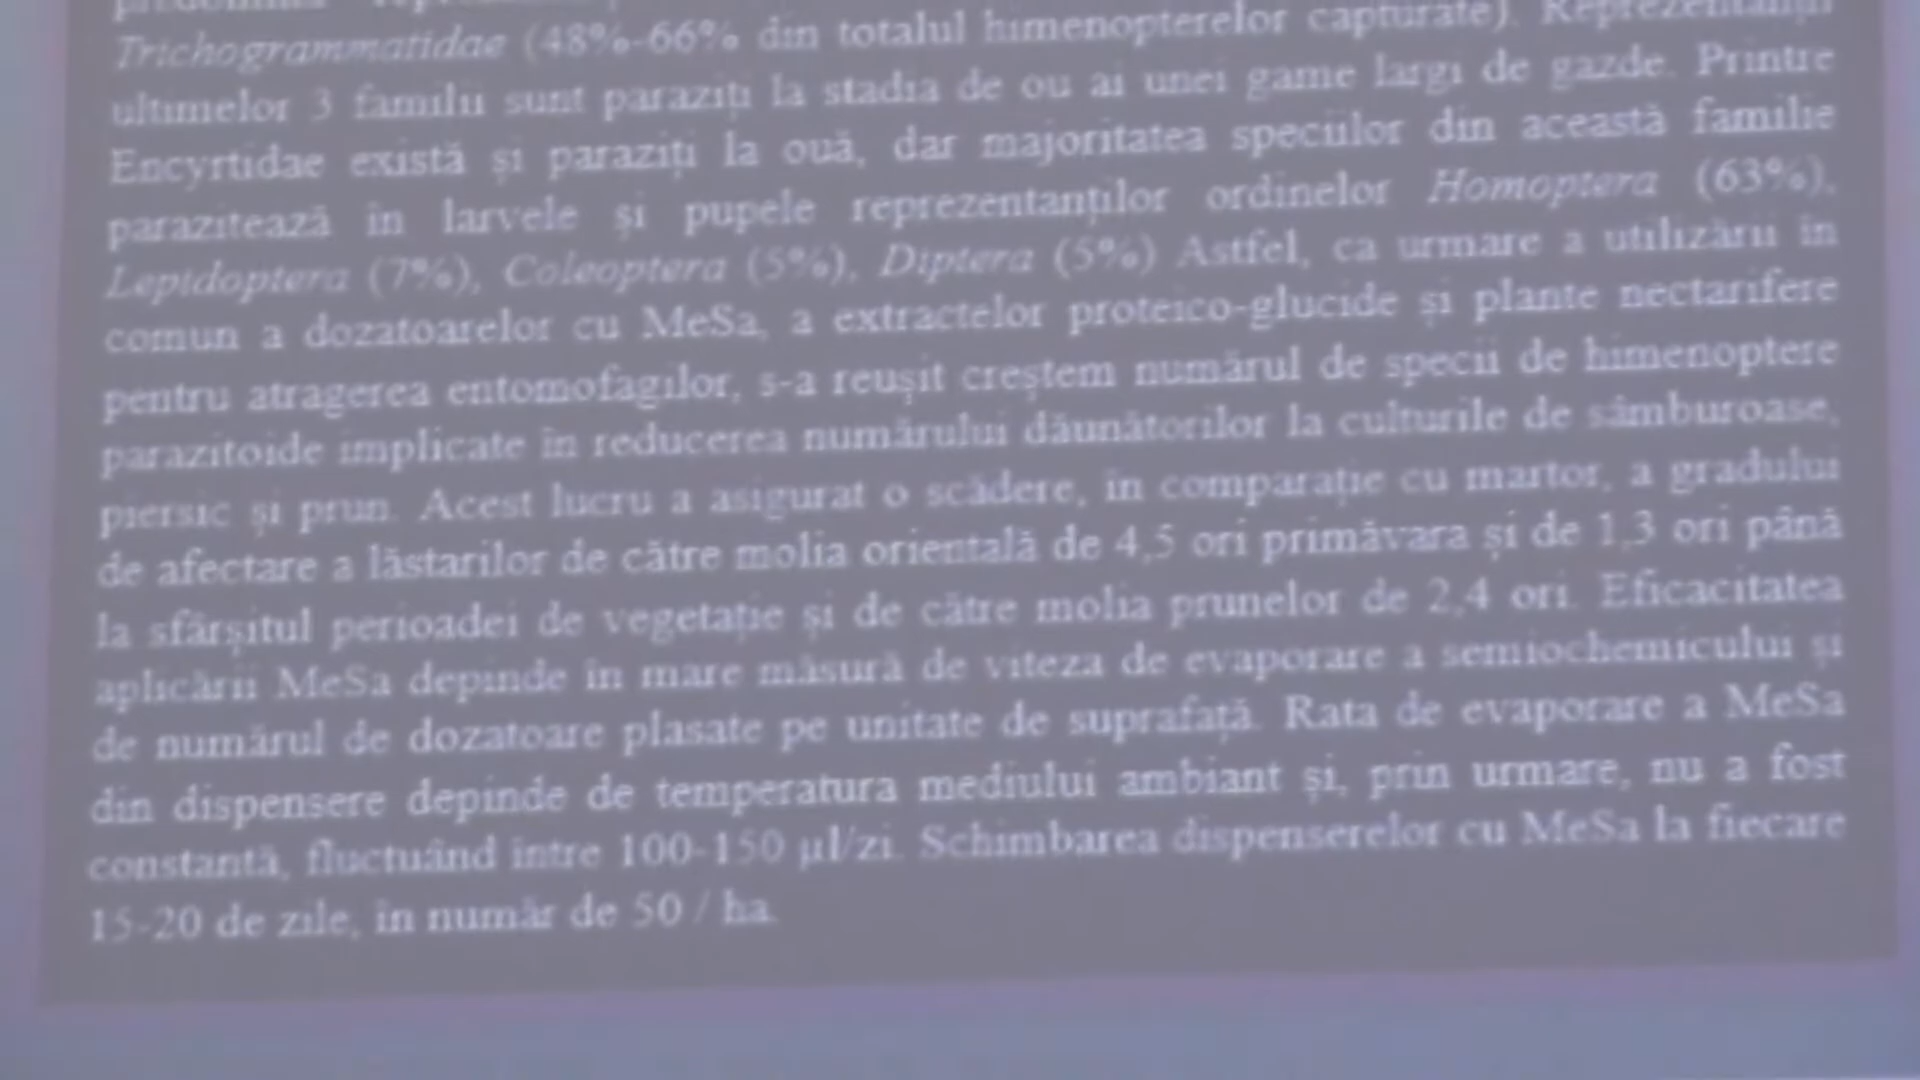 Trichogrammatidae (48%-66% din totalul himenopterelor capturate). Reprezentanții
ultimelor 3 familii sunt paraziți la stadia de ou ai unei game largi de gazde. Printre
Encyrtidae există și paraziți la ouă, dar majoritatea speciilor din această familie
parazitează în larvele și pupele reprezentanților ordinelor Homoptera (63%),
Lepidoptera (7%), Coleoptera (5%), Diptera (5%) Astfel, ca urmare a utilizării în
comun a dozatoarelor cu MeSa, a extractelor proteico-glucide și plante nectarifere
pentru atragerea entomofagilor, s-a reușit creștem numărul de specii de himenoptere
parazitoide implicate în reducerea numărului dăunătorilor la culturile de sâmburoase,
piersic și prun. Acest lucru a asigurat o scădere, în comparație cu martor, a gradului
de afectare a lăstarilor de către molia orientală de 4,5 ori primăvara și de 1,3 ori până
la sfârșitul perioadei de vegetație și de către molia prunelor de 2,4 ori. Eficacitatea
aplicării MeSa depinde în mare măsură de viteza de evaporare a semiochemicului și
de numărul de dozatoare plasate pe unitate de suprafață. Rata de evaporare a MeSa
din dispensere depinde de temperatura mediului ambiant și, prin urmare, nu a fost
constantă, fluctuând între 100-150 µl/zi. Schimbarea dispenserelor cu MeSa la fiecare
15-20 de zile, în număr de 50 / ha.